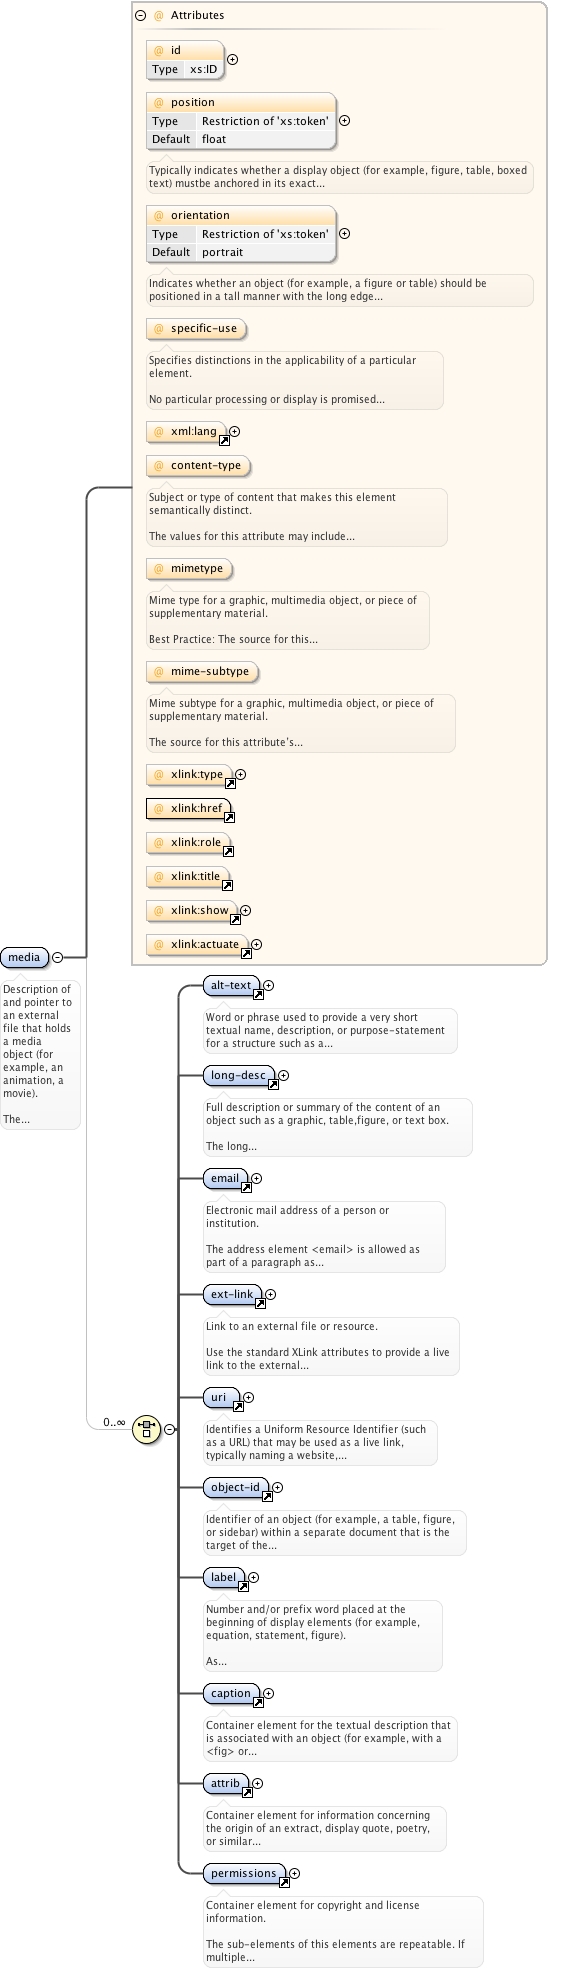 @ Attributes
@ id
Type xs:ID
@ position
Type Restriction of 'xs:token'
Default float
Typically indicates whether a display object (for example, figure, table, boxed
text) mustbe anchored in its exact...
@ orientation
Type Restriction of 'xs:token'
Default portrait
Indicates whether an object (for example, a figure or table) should be
positioned in a tall manner with the long edge...
@ specific-use
Specifies distinctions in the applicability of a particular
element.
No particular processing or display is promised...
@ xml:lang
@ content-type
Subject or type of content that makes this element
semantically distinct.
The values for this attribute may include...
@ mimetype
Mime type for a graphic, multimedia object, or piece of
supplementary material.
Best Practice: The source for this...
@ mime-subtype
Mime subtype for a graphic, multimedia object, or piece of
supplementary material.
The source for this attribute's...
@ xlink:type
@ xlink:href
@ xlink:role
@ xlink:title
@ xlink:show
@ xlink:actuate
media
Description of
and pointer to
an external
file that holds
a media
object (for
example, an
animation, a
movie).
The...
0..∞
alt-text
Word or phrase used to provide a very short
textual name, description, or purpose-statement
for a structure such as a...
long-desc
Full description or summary of the content of an
object such as a graphic, table,figure, or text box.
The long...
email
Electronic mail address of a person or
institution.
The address element <email> is allowed as
part of a paragraph as...
ext-link
Link to an external file or resource.
Use the standard XLink attributes to provide a live
link to the external...
uri
Identifies a Uniform Resource Identifier (such
as a URL) that may be used as a live link,
typically naming a website,...
object-id
Identifier of an object (for example, a table, figure,
or sidebar) within a separate document that is the
target of the...
label
Number and/or prefix word placed at the
beginning of display elements (for example,
equation, statement, figure).
As...
caption
Container element for the textual description that
is associated with an object (for example, with a
<fig> or...
attrib
Container element for information concerning
the origin of an extract, display quote, poetry,
or similar...
permissions
Container element for copyright and license
information.
The sub-elements of this elements are repeatable. If
multiple...